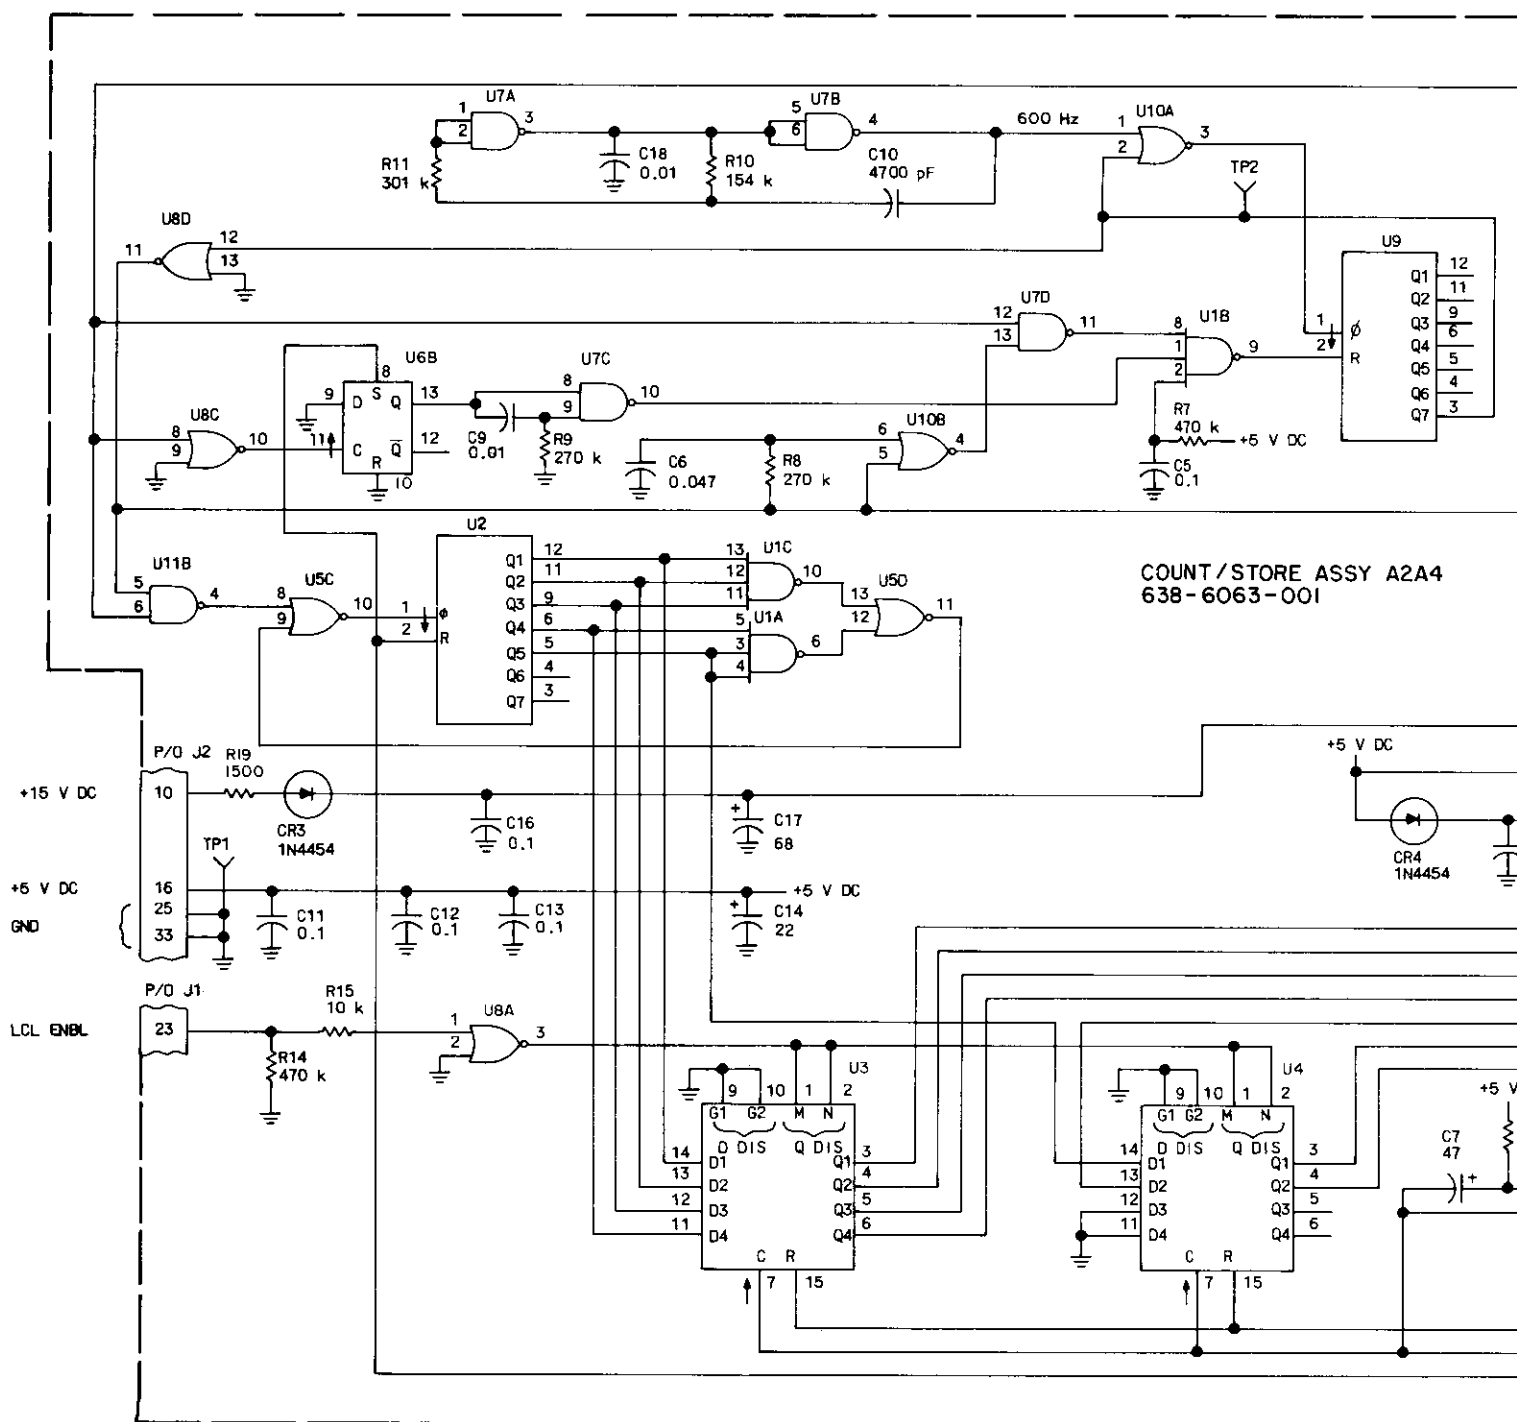 U7A
1
2
3
U7B
5
6
4
600 Hz
U10A
1
2
3
R11
301 k
C18
0.01
R10
154 k
C10
4700 pF
TP2
U8D
11
12
13
U9
Q1 12
Q2 11
Q3 9
Q4 6
Q5 5
Q6 4
Q7 3
1 ø
2 R
U7D
12
13
11
U1B
8
1
2
9
U6B
8
S
9 D Q 13
11 C Q 12
R
10
U7C
8
9
10
U8C
8
9
10
C9
0.01
R9
270 k
C6
0.047
R8
270 k
U10B
6
5
4
R7
470 k
+5 V DC
C5
0.1
U2
U11B
5
6
4
U5C
8
9
10
1 ø
2 R
Q1 12
Q2 11
Q3 9
Q4 6
Q5 5
Q6 4
Q7 3
U1C
13
12
11
10
U1A
5
3
4
6
U5D
13
12
11
COUNT/STORE ASSY A2A4
638-6063-001
P/O J2
+15 V DC
10
R19
1500
CR3
1N4454
C16
0.1
C17
+
68
+5 V DC
CR4
1N4454
TP1
+5 V DC
16
GND
25
33
C11
0.1
C12
0.1
C13
0.1
+5 V DC
C14
+
22
P/O J1
LCL ENBL
23
R15
10 k
R14
470 k
U8A
1
2
3
U3
9 10 1 2
G1 G2 M N
D DIS Q DIS
14 D1 Q1 3
13 D2 Q2 4
12 D3 Q3 5
11 D4 Q4 6
C R
7 15
U4
9 10 1 2
G1 G2 M N
D DIS Q DIS
14 D1 Q1 3
13 D2 Q2 4
12 D3 Q3 5
11 D4 Q4 6
C R
7 15
+5 V
C7
47
+